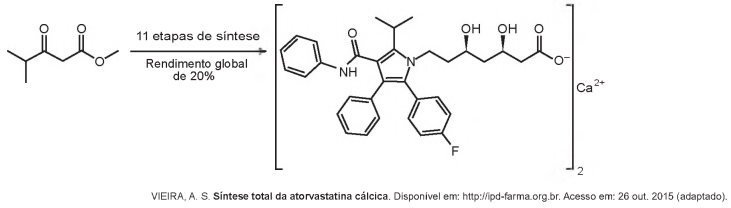 11 etapas de síntese
Rendimento global
de 20%
O
O
O
O
NH
N
OH
OH
O
O⁻
F
Ca²⁺
2
VIEIRA, A. S. Síntese total da atorvastatina cálcica. Disponível em: http://ipd-farma.org.br. Acesso em: 26 out. 2015 (adaptado).